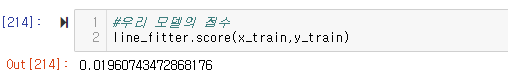 [214]:
1 #우리 모델의 점수
2 line_fitter.score(x_train,y_train)
Out[214]: 0.01960743472868176